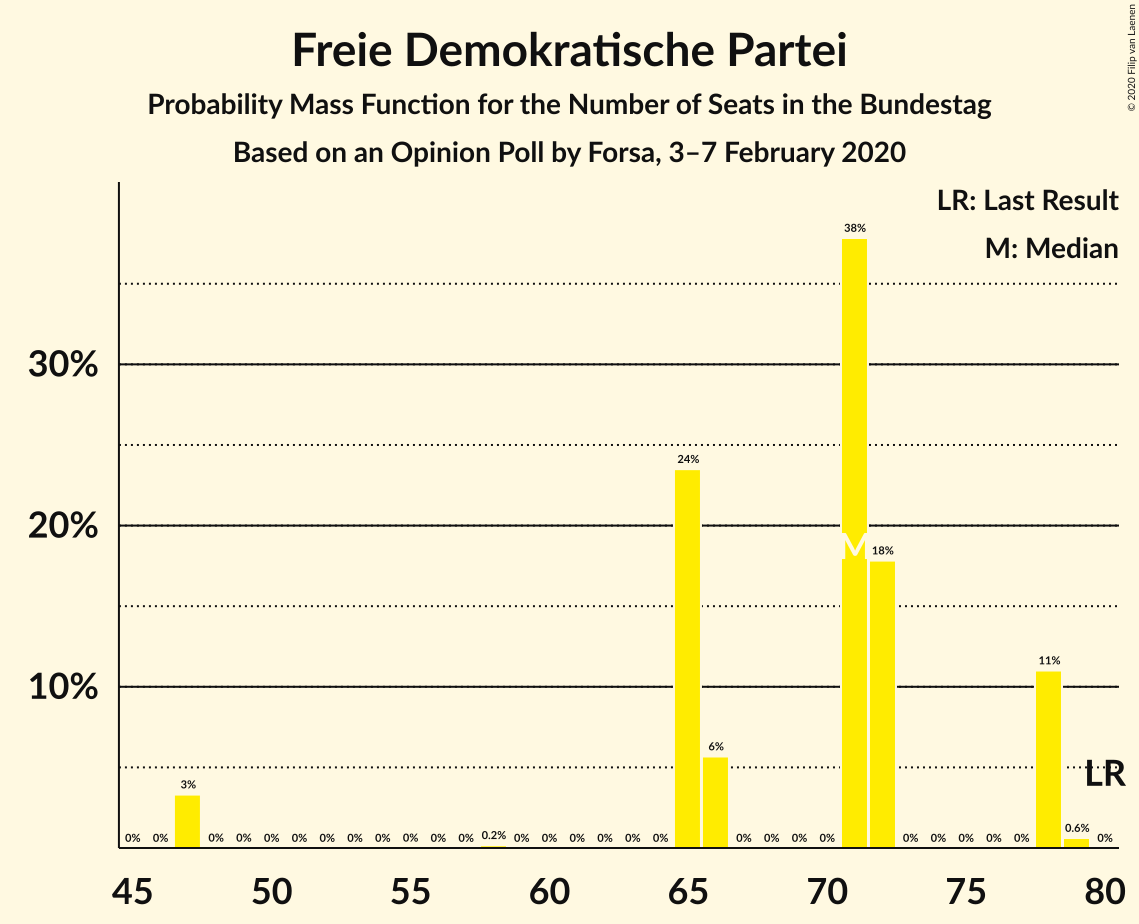 Freie Demokratische Partei
Probability Mass Function for the Number of Seats in the Bundestag
Based on an Opinion Poll by Forsa, 3–7 February 2020
© 2020 Filip van Laenen
LR: Last Result
M: Median
38%
30%
24%
20%
M
18%
11%
10%
6%
LR
3%
0% 0% 0% 0% 0% 0% 0% 0% 0% 0% 0% 0.2% 0% 0% 0% 0% 0% 0% 0% 0% 0% 0% 0% 0% 0% 0% 0% 0.6% 0%
45 50 55 60 65 70 75 80